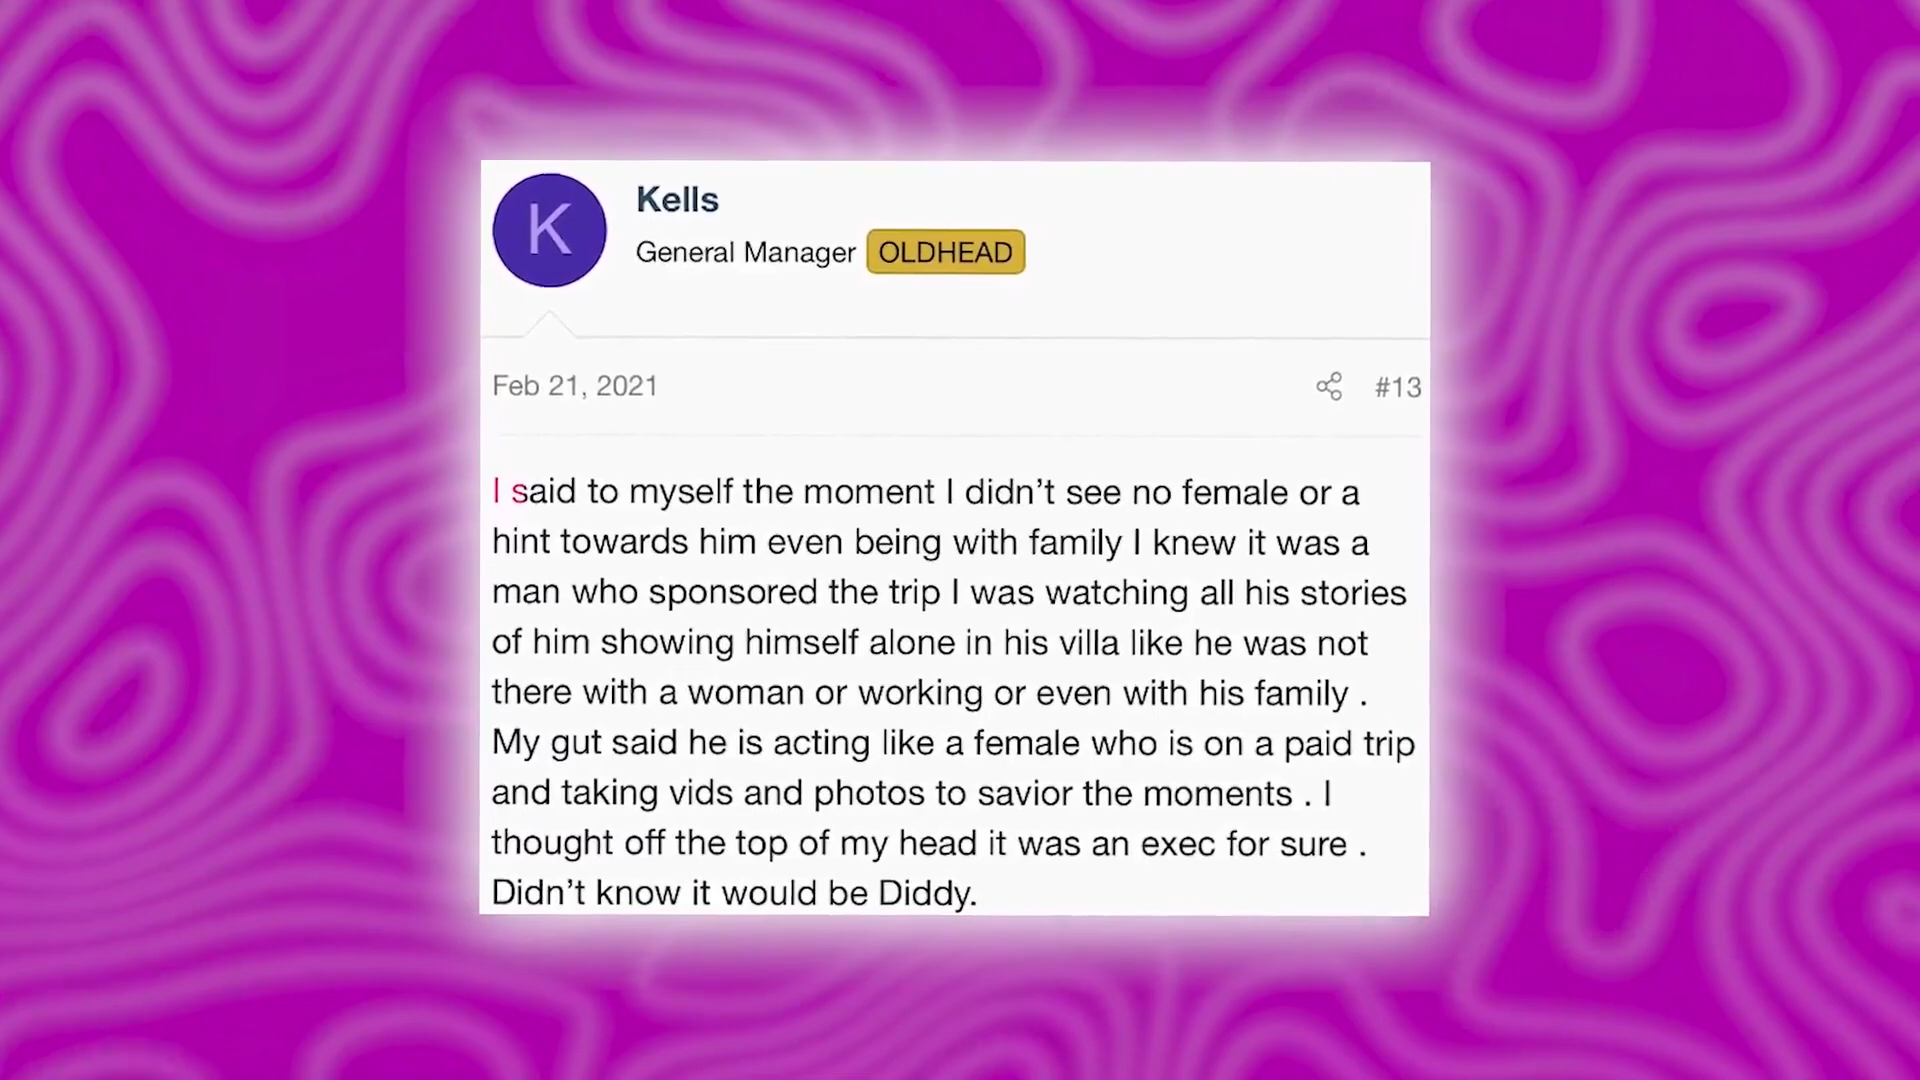 K
Kells
General Manager OLDHEAD
Feb 21, 2021 #13
I said to myself the moment I didn't see no female or a
hint towards him even being with family I knew it was a
man who sponsored the trip I was watching all his stories
of him showing himself alone in his villa like he was not
there with a woman or working or even with his family .
My gut said he is acting like a female who is on a paid trip
and taking vids and photos to savior the moments . I
thought off the top of my head it was an exec for sure .
Didn't know it would be Diddy.